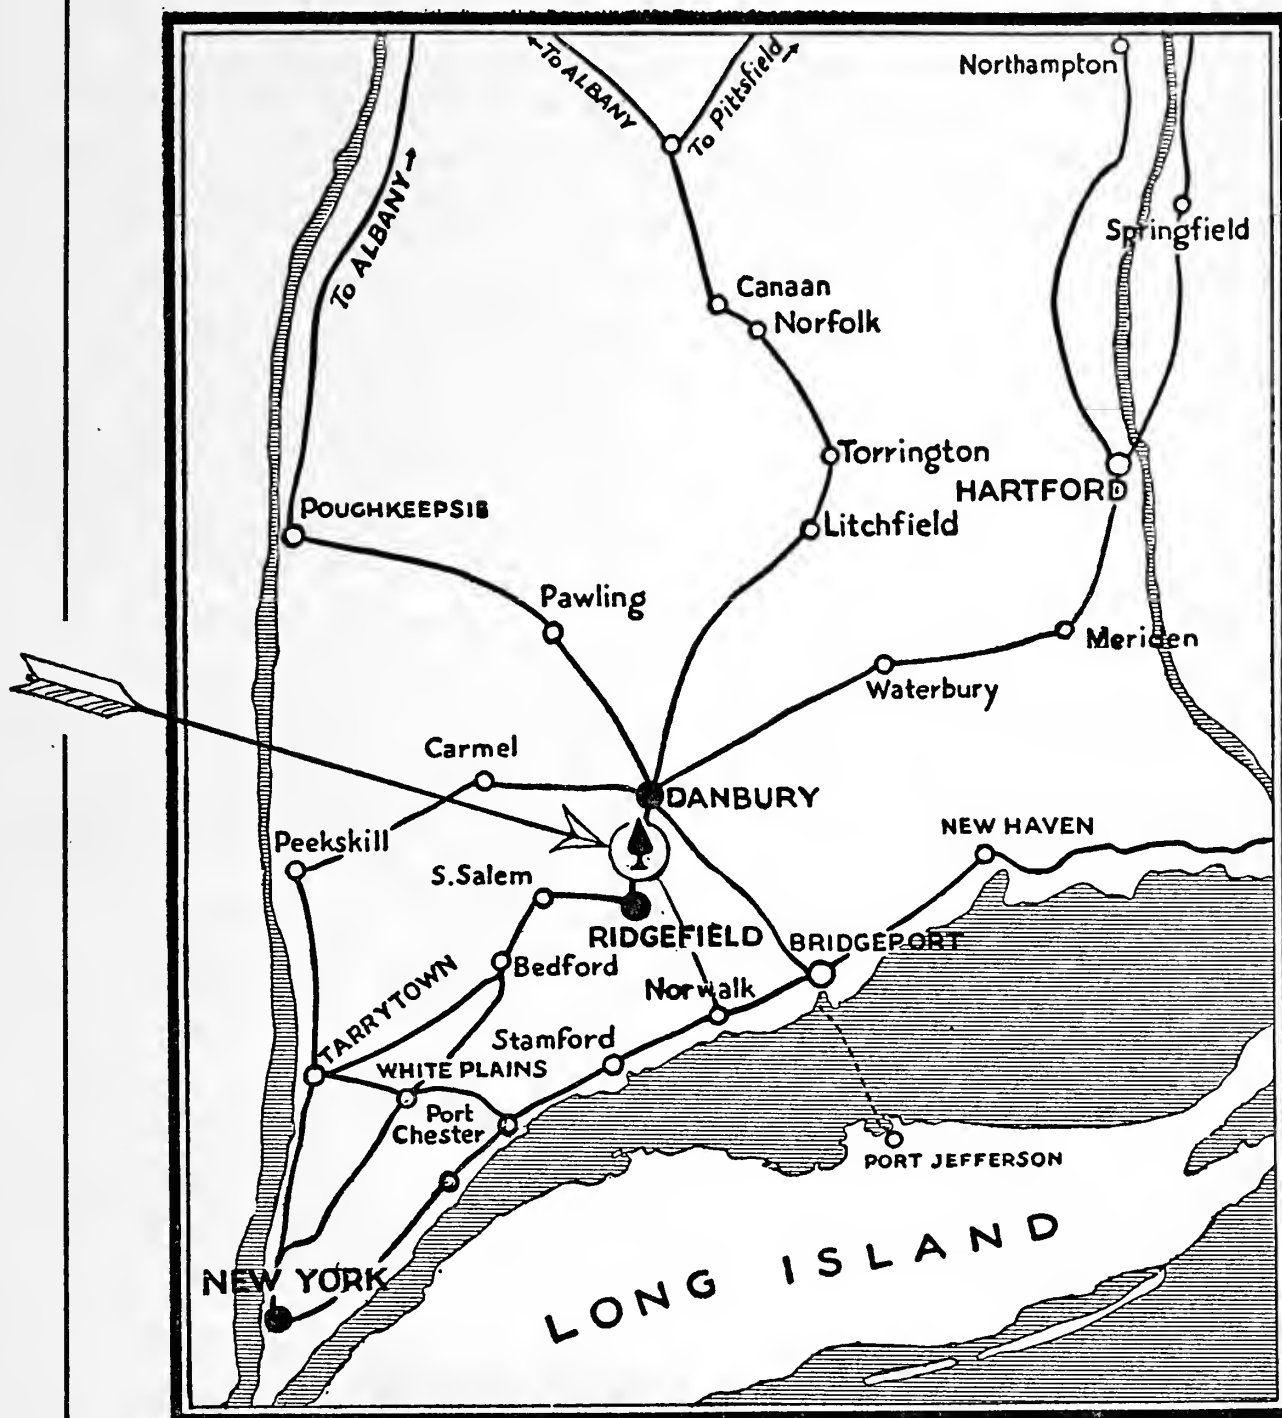 Northampton
To ALBANY
To Pittsfield
To ALBANY
Springfield
Canaan
Norfolk
Torrington
HARTFORD
POUGHKEEPSIE
Litchfield
Pawling
Meriden
Waterbury
Carmel
DANBURY
Peekskill
NEW HAVEN
S.Salem
RIDGEFIELD
BRIDGEPORT
Bedford
TARRYTOWN
Norwalk
Stamford
WHITE PLAINS
Port
Chester
PORT JEFFERSON
LONG ISLAND
NEW YORK